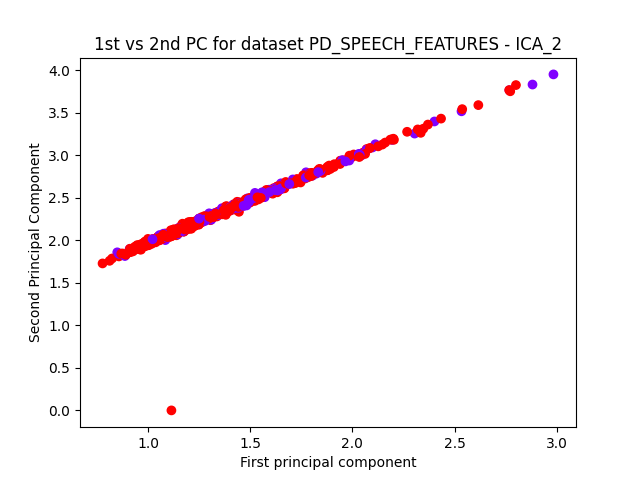 1st vs 2nd PC for dataset PD_SPEECH_FEATURES - ICA_2
Second Principal Component
4.0
3.5
3.0
2.5
2.0
1.5
1.0
0.5
0.0
1.0 1.5 2.0 2.5 3.0
First principal component